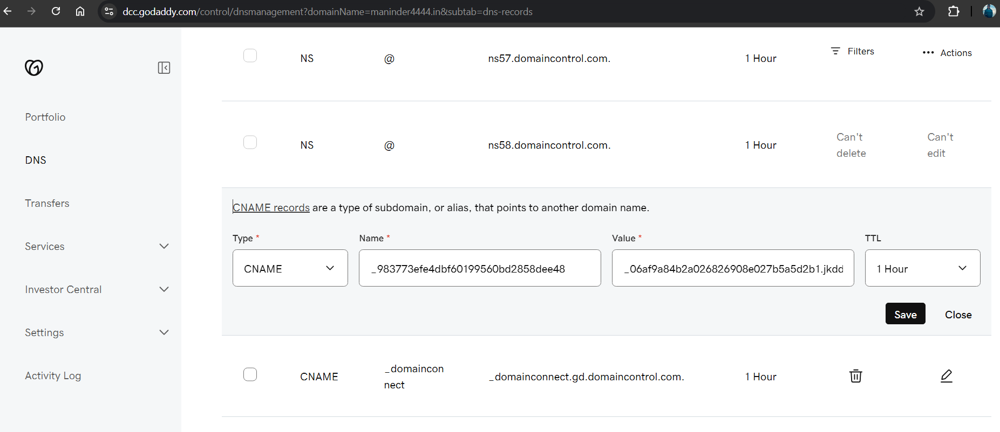 dcc.godaddy.com/control/dnsmanagement?domainName=maninder4444.in&subtab=dns-records
Portfolio
DNS
Transfers
Services
Investor Central
Settings
Activity Log
NS @ ns57.domaincontrol.com. 1 Hour Filters Actions
NS @ ns58.domaincontrol.com. 1 Hour Can't delete Can't edit
CNAME records are a type of subdomain, or alias, that points to another domain name.
Type * Name * Value * TTL
CNAME _983773efe4dbf60199560bd2858dee48 _06af9a84b2a026826908e027b5a5d2b1.jkdd 1 Hour
Save Close
CNAME _domainconnect _domainconnect.gd.domaincontrol.com. 1 Hour